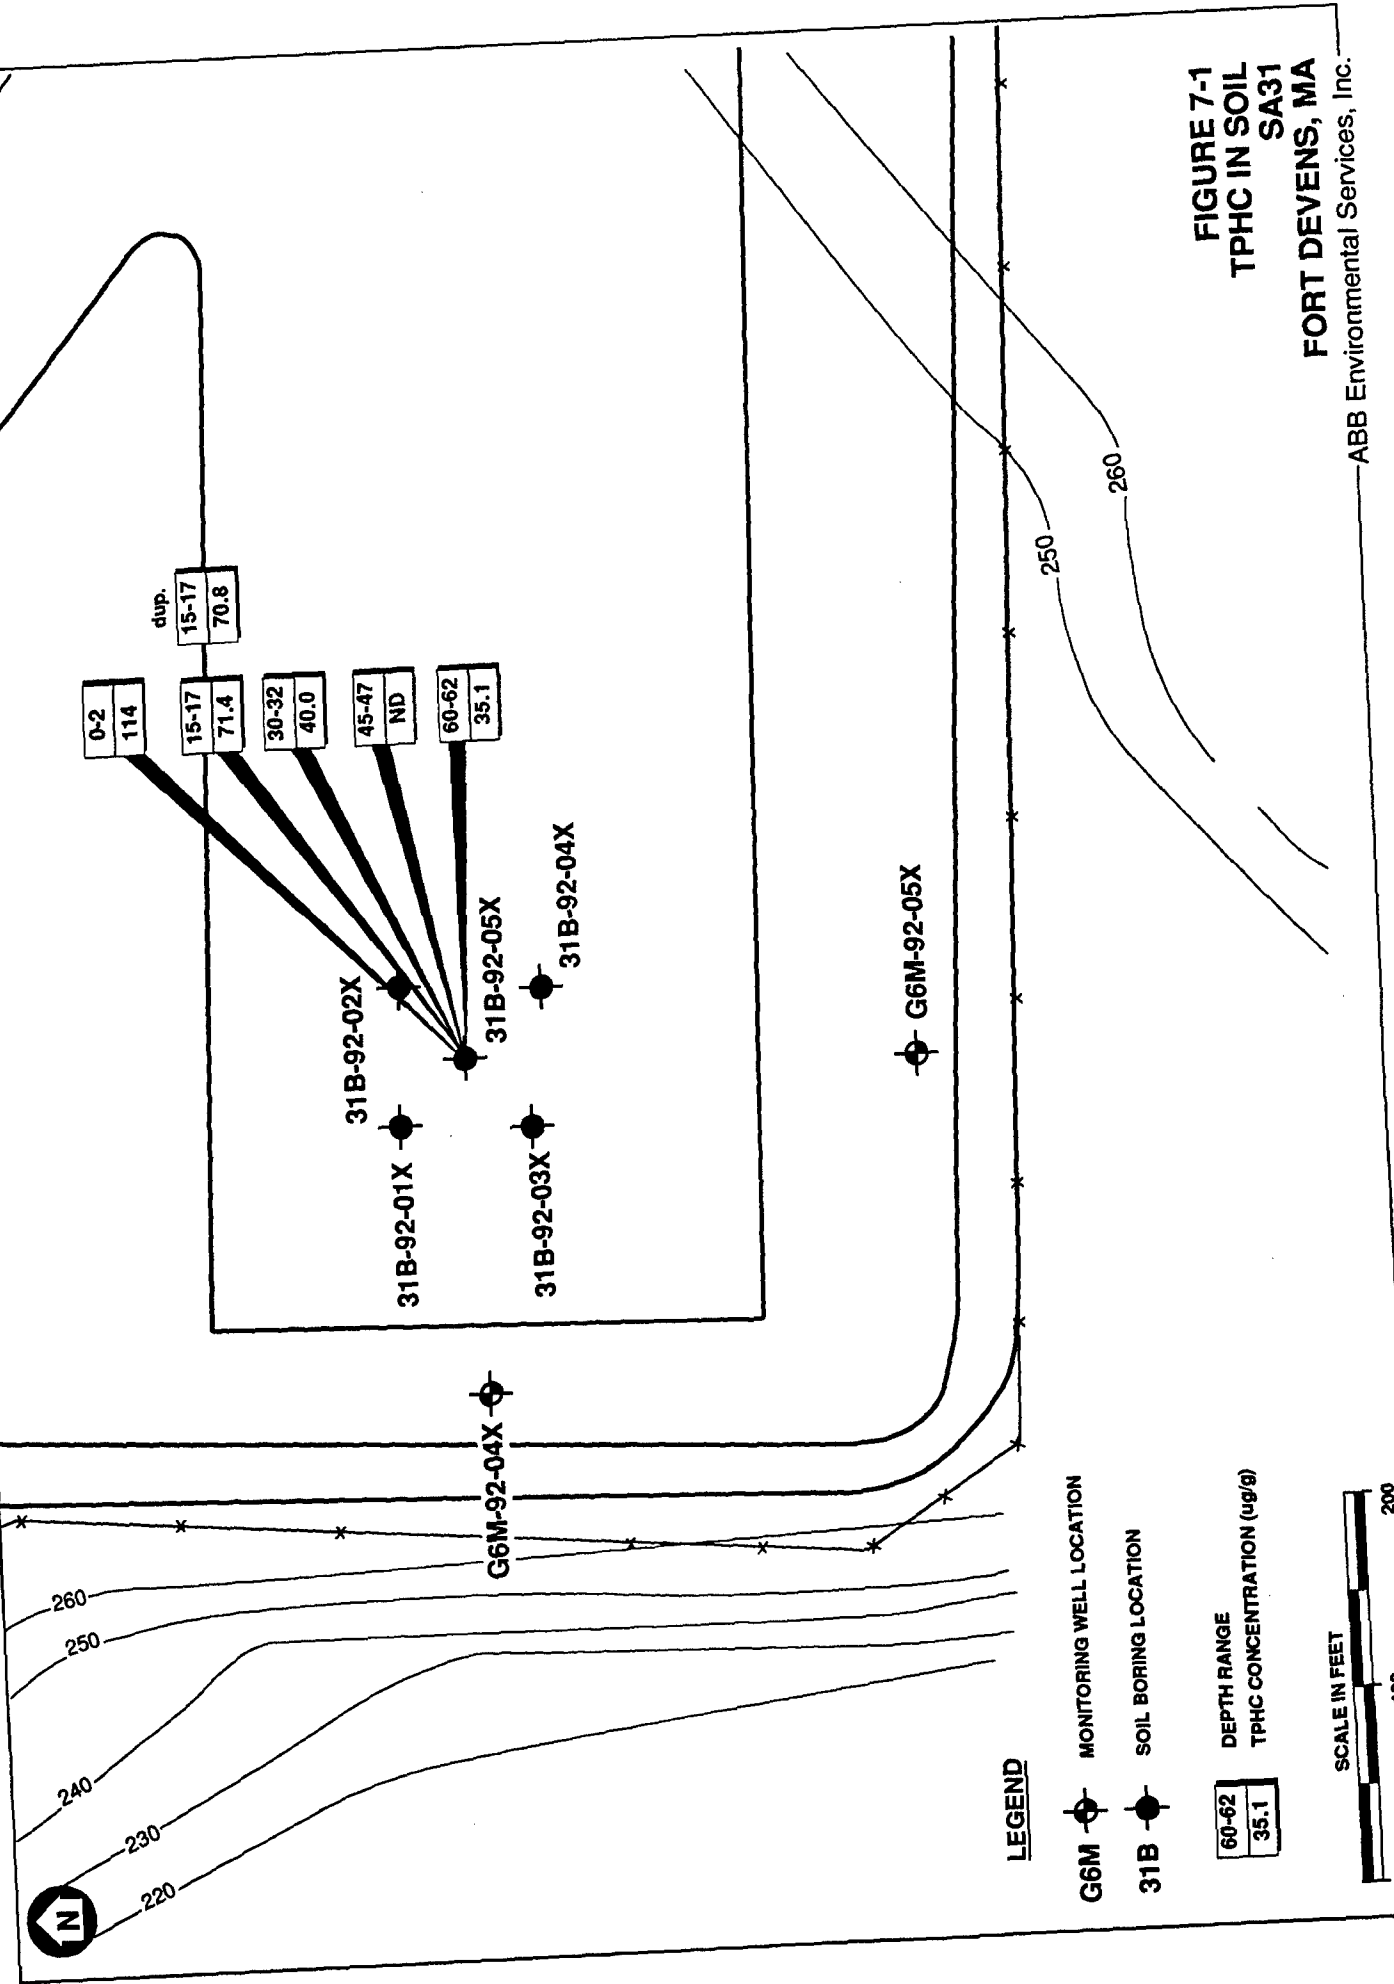 N
260
250
240
230
220
G6M-92-04X
31B-92-01X
31B-92-02X
31B-92-03X
31B-92-05X
31B-92-04X
G6M-92-05X
0-2
114
15-17
71.4
dup.
15-17
70.8
30-32
40.0
45-47
ND
60-62
35.1
250
260
LEGEND
G6M MONITORING WELL LOCATION
31B SOIL BORING LOCATION
60-62 DEPTH RANGE
35.1 TPHC CONCENTRATION (ug/g)
SCALE IN FEET
200
FIGURE 7-1
TPHC IN SOIL
SA31
FORT DEVENS, MA
ABB Environmental Services, Inc.